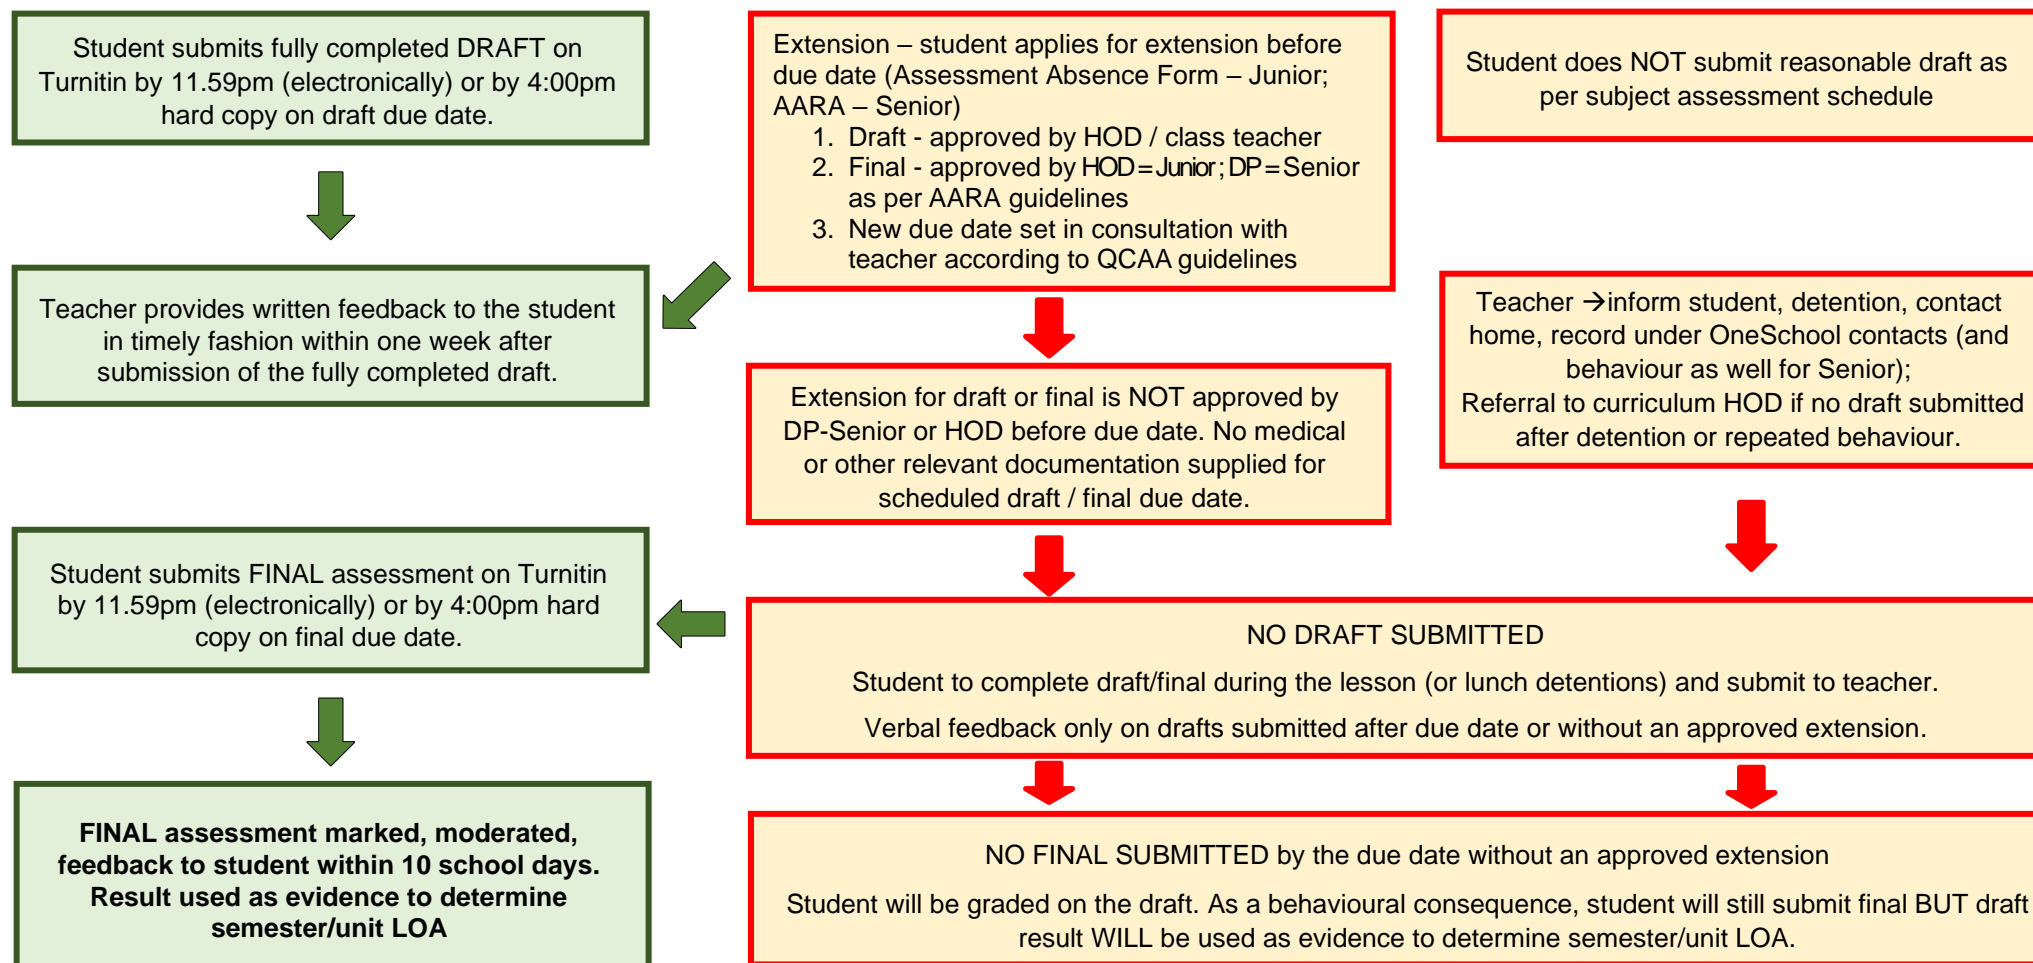 Student submits fully completed DRAFT on
Turnitin by 11.59pm (electronically) or by 4:00pm
hard copy on draft due date.
Teacher provides written feedback to the student
in timely fashion within one week after
submission of the fully completed draft.
Student submits FINAL assessment on Turnitin
by 11.59pm (electronically) or by 4:00pm hard
copy on final due date.
FINAL assessment marked, moderated,
feedback to student within 10 school days.
Result used as evidence to determine
semester/unit LOA
Extension – student applies for extension before
due date (Assessment Absence Form – Junior;
AARA – Senior)
1. Draft - approved by HOD / class teacher
2. Final - approved by HOD=Junior; DP=Senior
as per AARA guidelines
3. New due date set in consultation with
teacher according to QCAA guidelines
Extension for draft or final is NOT approved by
DP-Senior or HOD before due date. No medical
or other relevant documentation supplied for
scheduled draft / final due date.
Student does NOT submit reasonable draft as
per subject assessment schedule
Teacher →inform student, detention, contact
home, record under OneSchool contacts (and
behaviour as well for Senior);
Referral to curriculum HOD if no draft submitted
after detention or repeated behaviour.
NO DRAFT SUBMITTED
Student to complete draft/final during the lesson (or lunch detentions) and submit to teacher.
Verbal feedback only on drafts submitted after due date or without an approved extension.
NO FINAL SUBMITTED by the due date without an approved extension
Student will be graded on the draft. As a behavioural consequence, student will still submit final BUT draft
result WILL be used as evidence to determine semester/unit LOA.